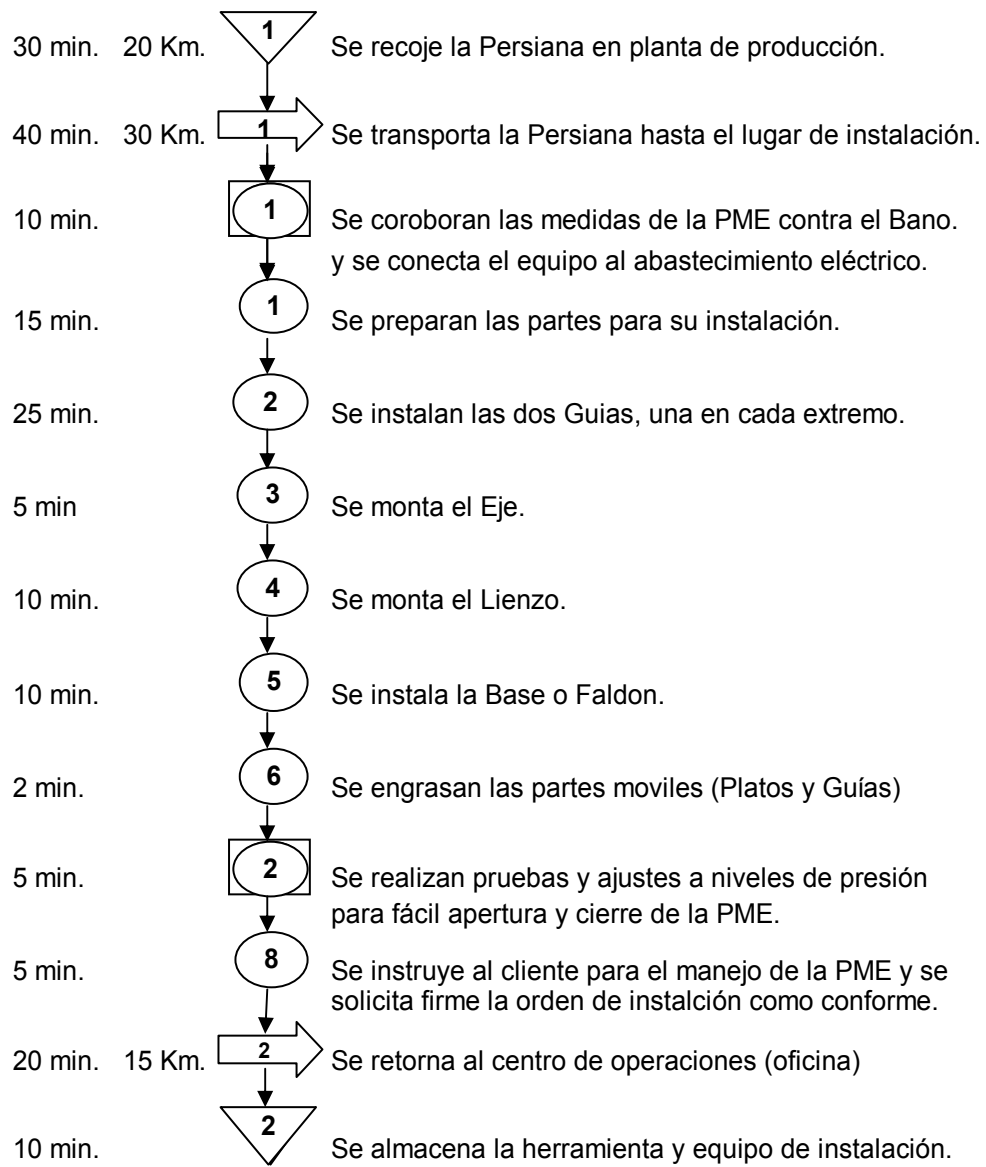 30 min. 20 Km. 1 Se recoje la Persiana en planta de producción.
40 min. 30 Km. 1 Se transporta la Persiana hasta el lugar de instalación.
10 min. 1 Se coroboran las medidas de la PME contra el Bano.
y se conecta el equipo al abastecimiento eléctrico.
15 min. 1 Se preparan las partes para su instalación.
25 min. 2 Se instalan las dos Guias, una en cada extremo.
5 min 3 Se monta el Eje.
10 min. 4 Se monta el Lienzo.
10 min. 5 Se instala la Base o Faldon.
2 min. 6 Se engrasan las partes moviles (Platos y Guías)
5 min. 2 Se realizan pruebas y ajustes a niveles de presión
para fácil apertura y cierre de la PME.
5 min. 8 Se instruye al cliente para el manejo de la PME y se
solicita firme la orden de instalción como conforme.
20 min. 15 Km. 2 Se retorna al centro de operaciones (oficina)
10 min. 2 Se almacena la herramienta y equipo de instalación.